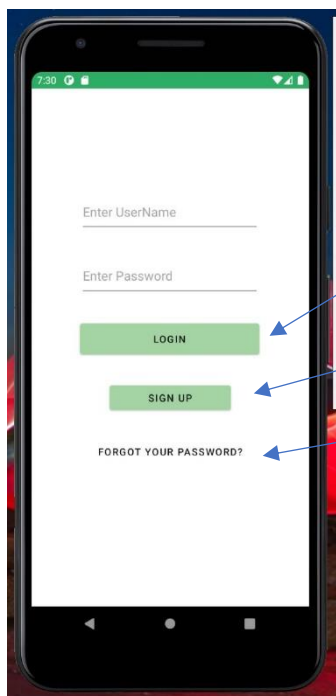 7:30
Enter UserName
Enter Password
LOGIN
SIGN UP
FORGOT YOUR PASSWORD?